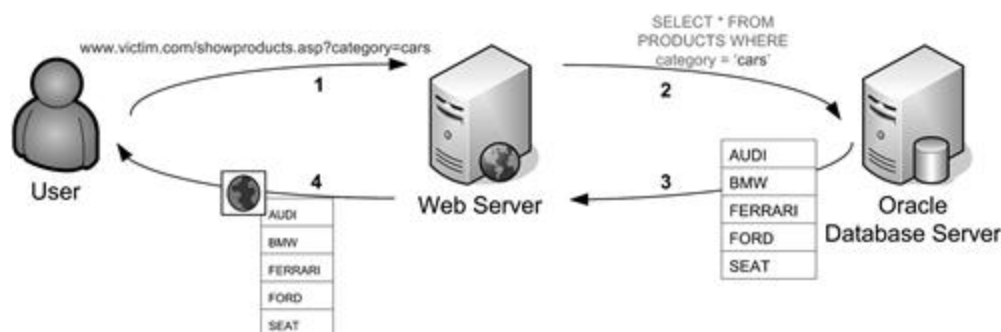 www.victim.com/showproducts.asp?category=cars
SELECT * FROM
PRODUCTS WHERE
category = 'cars'
1
2
User
4
Web Server
3
Oracle
Database Server
AUDI
BMW
FERRARI
FORD
SEAT
AUDI
BMW
FERRARI
FORD
SEAT